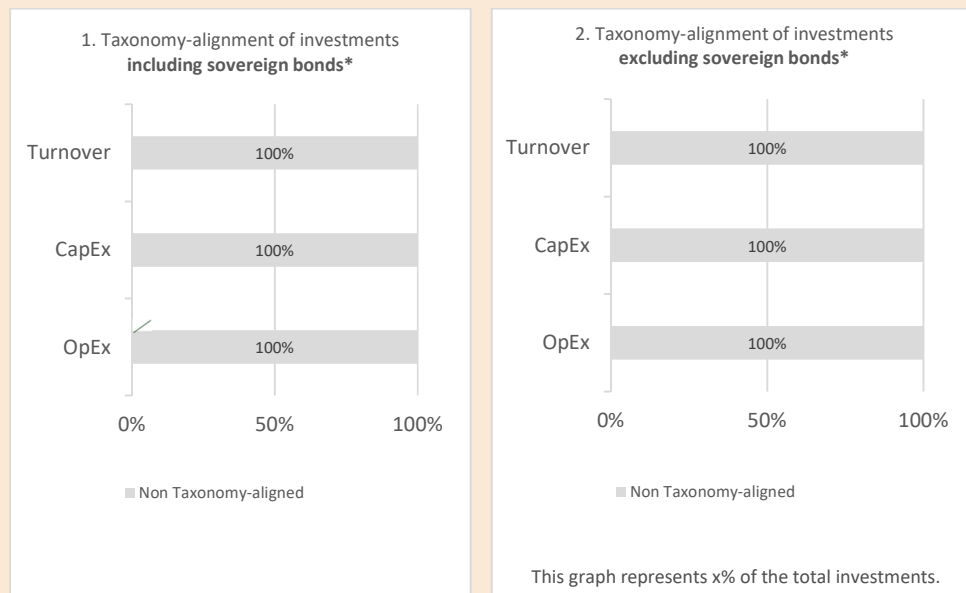 1. Taxonomy-alignment of investments
including sovereign bonds*
Turnover
100%
CapEx
100%
OpEx
100%
0%
50%
100%
Non Taxonomy-aligned
2. Taxonomy-alignment of investments
excluding sovereign bonds*
Turnover
100%
CapEx
100%
OpEx
100%
0%
50%
100%
Non Taxonomy-aligned
This graph represents x% of the total investments.